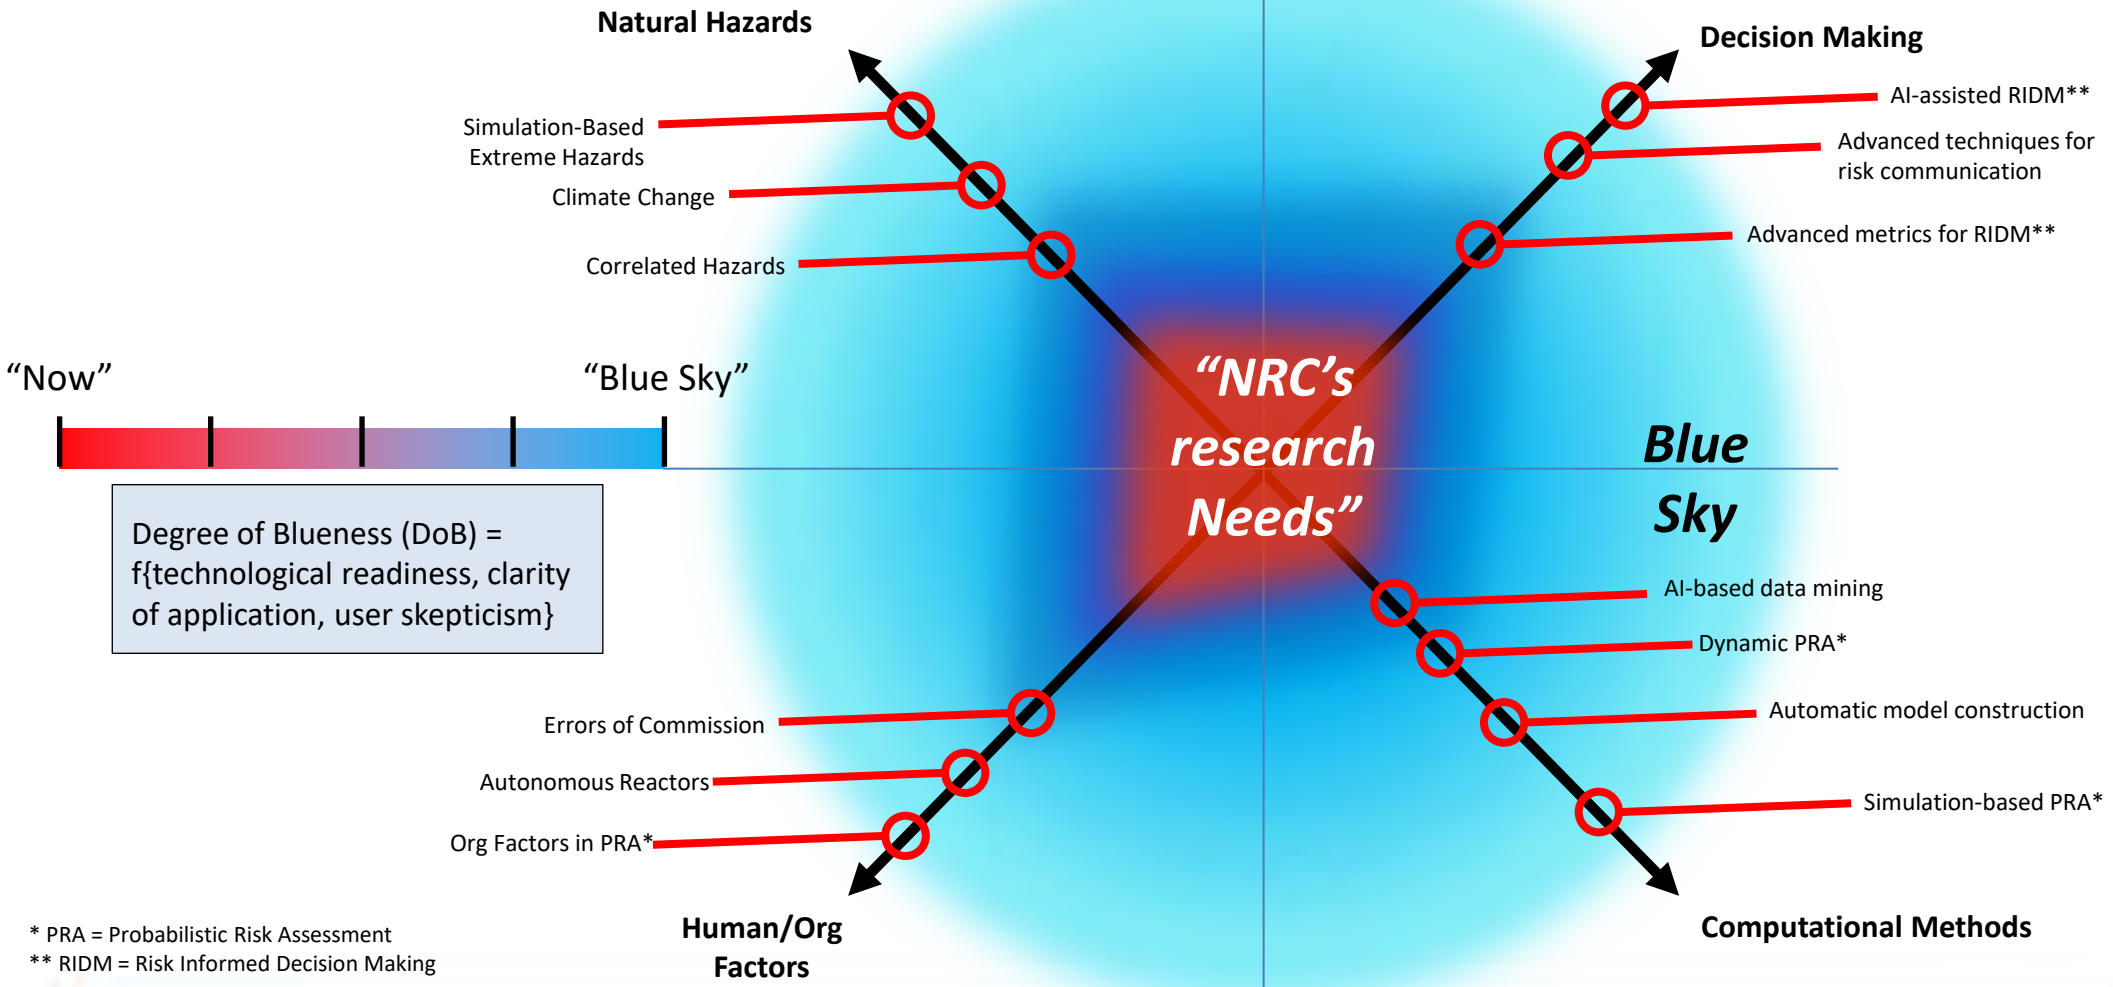 Natural Hazards
Decision Making
Simulation-Based
Extreme Hazards
Climate Change
Correlated Hazards
AI-assisted RIDM**
Advanced techniques for
risk communication
Advanced metrics for RIDM**
“Now”
“Blue Sky”
Degree of Blueness (DoB) =
f{technological readiness, clarity
of application, user skepticism}
“NRC’s
research
Needs”
Blue
Sky
AI-based data mining
Dynamic PRA*
Automatic model construction
Simulation-based PRA*
Errors of Commission
Autonomous Reactors
Org Factors in PRA*
Human/Org
Factors
Computational Methods
* PRA = Probabilistic Risk Assessment
** RIDM = Risk Informed Decision Making